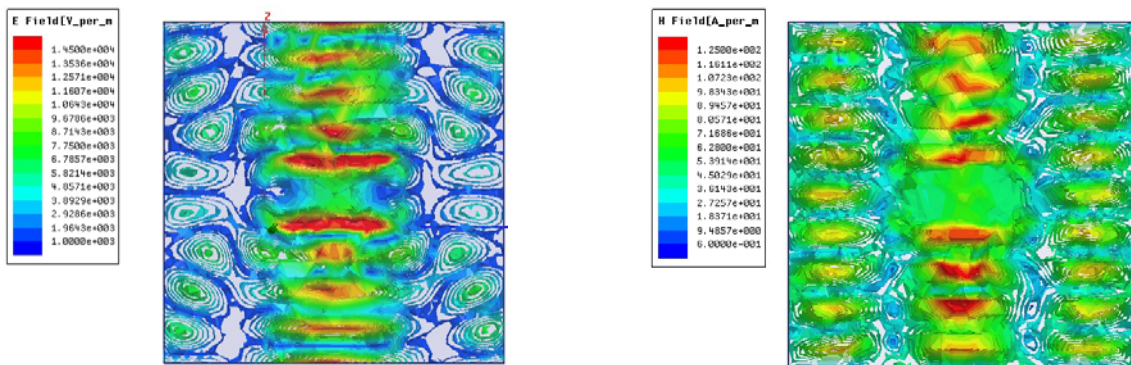 E Field[V_per_m
1.4500e+004
1.3536e+004
1.2571e+004
1.1607e+004
1.0643e+004
9.6786e+003
8.7143e+003
7.7500e+003
6.7857e+003
5.8214e+003
4.8571e+003
3.8929e+003
2.9286e+003
1.9643e+003
1.0000e+003
Z
H Field[A_per_m
1.2500e+002
1.1611e+002
1.0723e+002
9.8343e+001
8.9457e+001
8.0571e+001
7.1686e+001
6.2800e+001
5.3914e+001
4.5029e+001
3.6143e+001
2.7257e+001
1.8371e+001
9.4857e+000
6.0000e-001